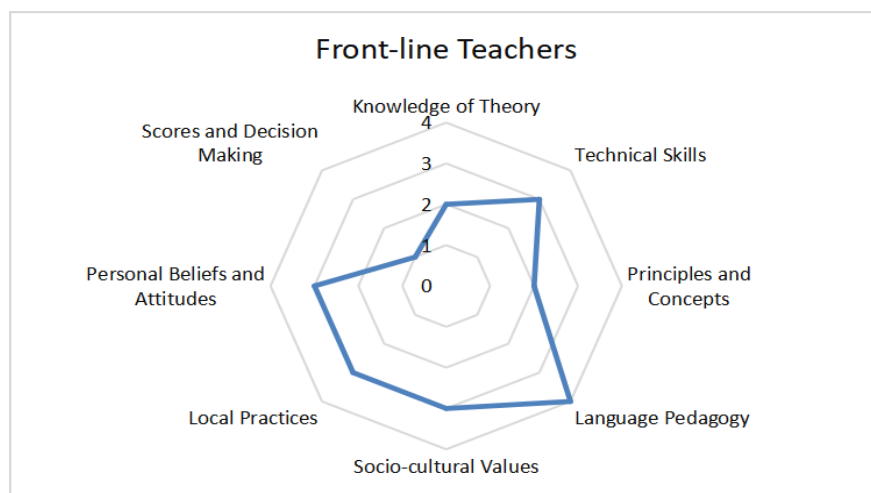 Front-line Teachers
Knowledge of Theory
Scores and Decision
Making
Technical Skills
4
3
2
1
0
Personal Beliefs and
Attitudes
Principles and
Concepts
Local Practices
Language Pedagogy
Socio-cultural Values